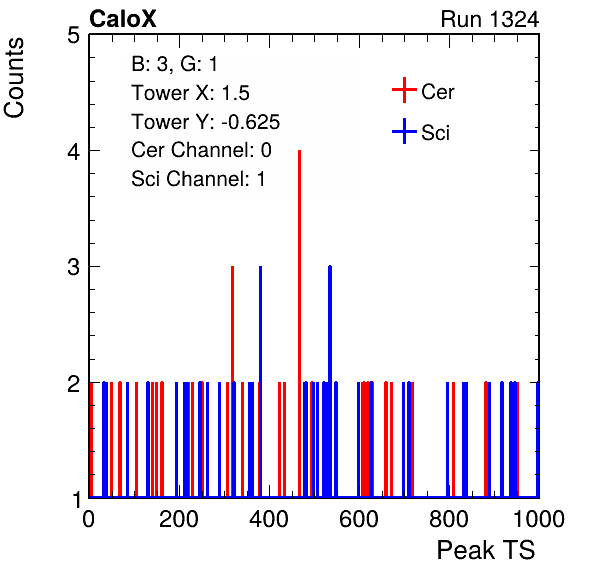 CaloX Run 1324
Counts
5
4
3
2
1
B: 3, G: 1
Tower X: 1.5
Tower Y: -0.625
Cer Channel: 0
Sci Channel: 1
Cer
Sci
0 200 400 600 800 1000
Peak TS